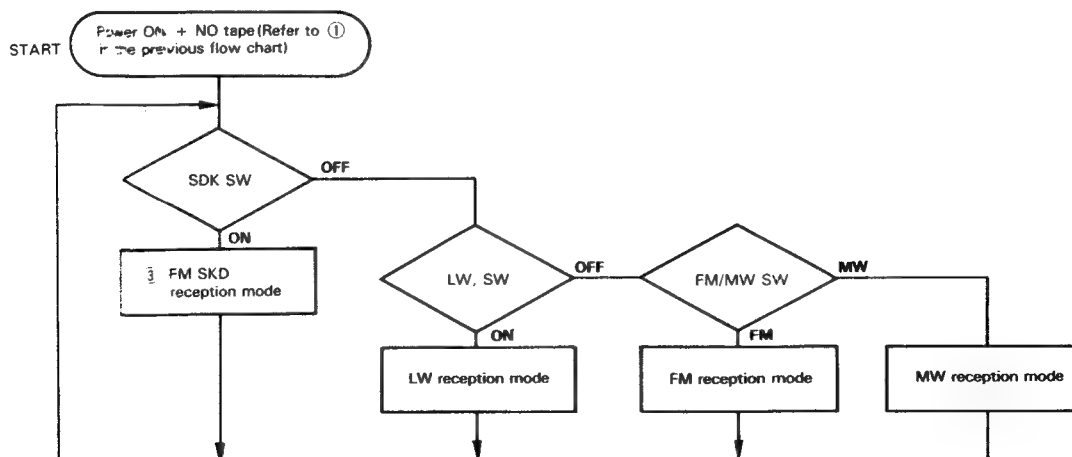 START
Power ON + NO tape (Refer to ①
in the previous flow chart)
SDK SW
OFF
ON
FM SKD
reception mode
LW, SW
OFF
ON
LW reception mode
FM/MW SW
MW
FM
FM reception mode
MW reception mode